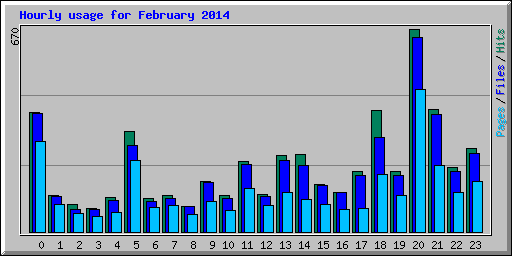 Hourly usage for February 2014
670
Pages / Files / Hits
0 1 2 3 4 5 6 7 8 9 10 11 12 13 14 15 16 17 18 19 20 21 22 23